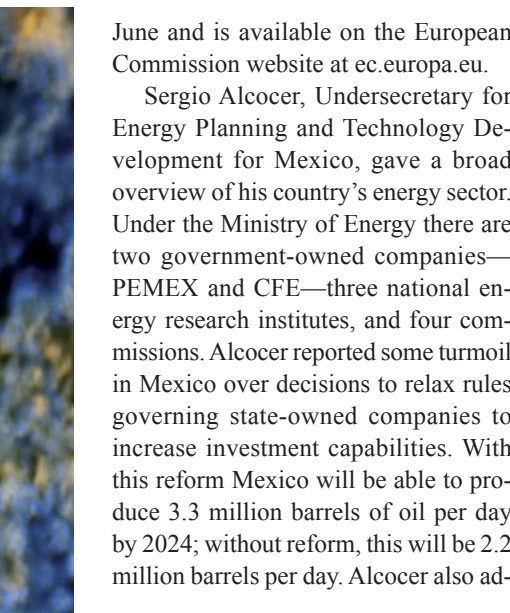 June and is available on the European
Commission website at ec.europa.eu.
Sergio Alcocer, Undersecretary for
Energy Planning and Technology De-
velopment for Mexico, gave a broad
overview of his country’s energy sector.
Under the Ministry of Energy there are
two government-owned companies—
PEMEX and CFE—three national en-
ergy research institutes, and four com-
missions. Alcocer reported some turmoil
in Mexico over decisions to relax rules
governing state-owned companies to
increase investment capabilities. With
this reform Mexico will be able to pro-
duce 3.3 million barrels of oil per day
by 2024; without reform, this will be 2.2
million barrels per day. Alcocer also ad-